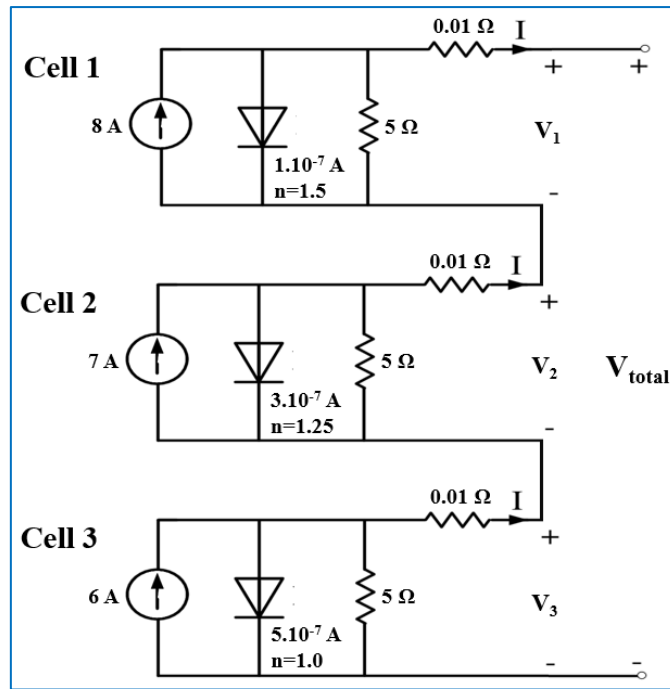 0.01 Ω
I
Cell 1
+
+
8 A
5 Ω
V₁
1.10⁻⁷ A
n=1.5
-
0.01 Ω
I
Cell 2
+
7 A
5 Ω
V₂
Vtotal
3.10⁻⁷ A
n=1.25
-
0.01 Ω
I
Cell 3
+
6 A
5 Ω
V₃
5.10⁻⁷ A
n=1.0
-
-